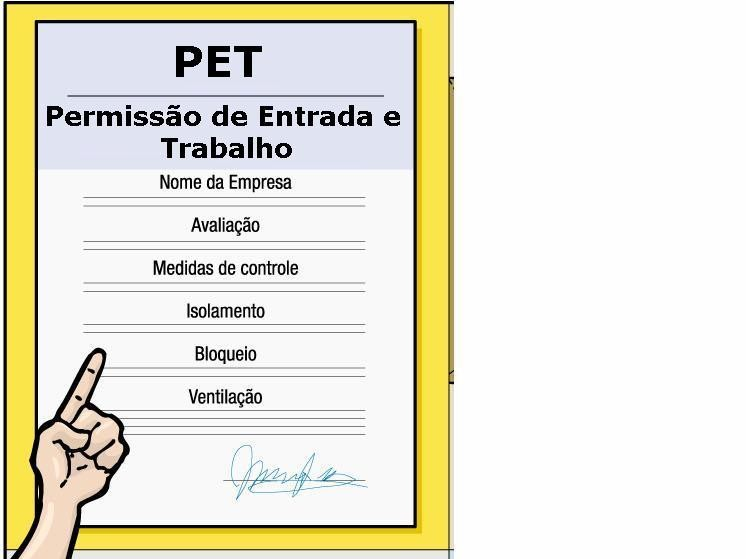 PET
Permissão de Entrada e
Trabalho
Nome da Empresa
Avaliação
Medidas de controle
Isolamento
Bloqueio
Ventilação